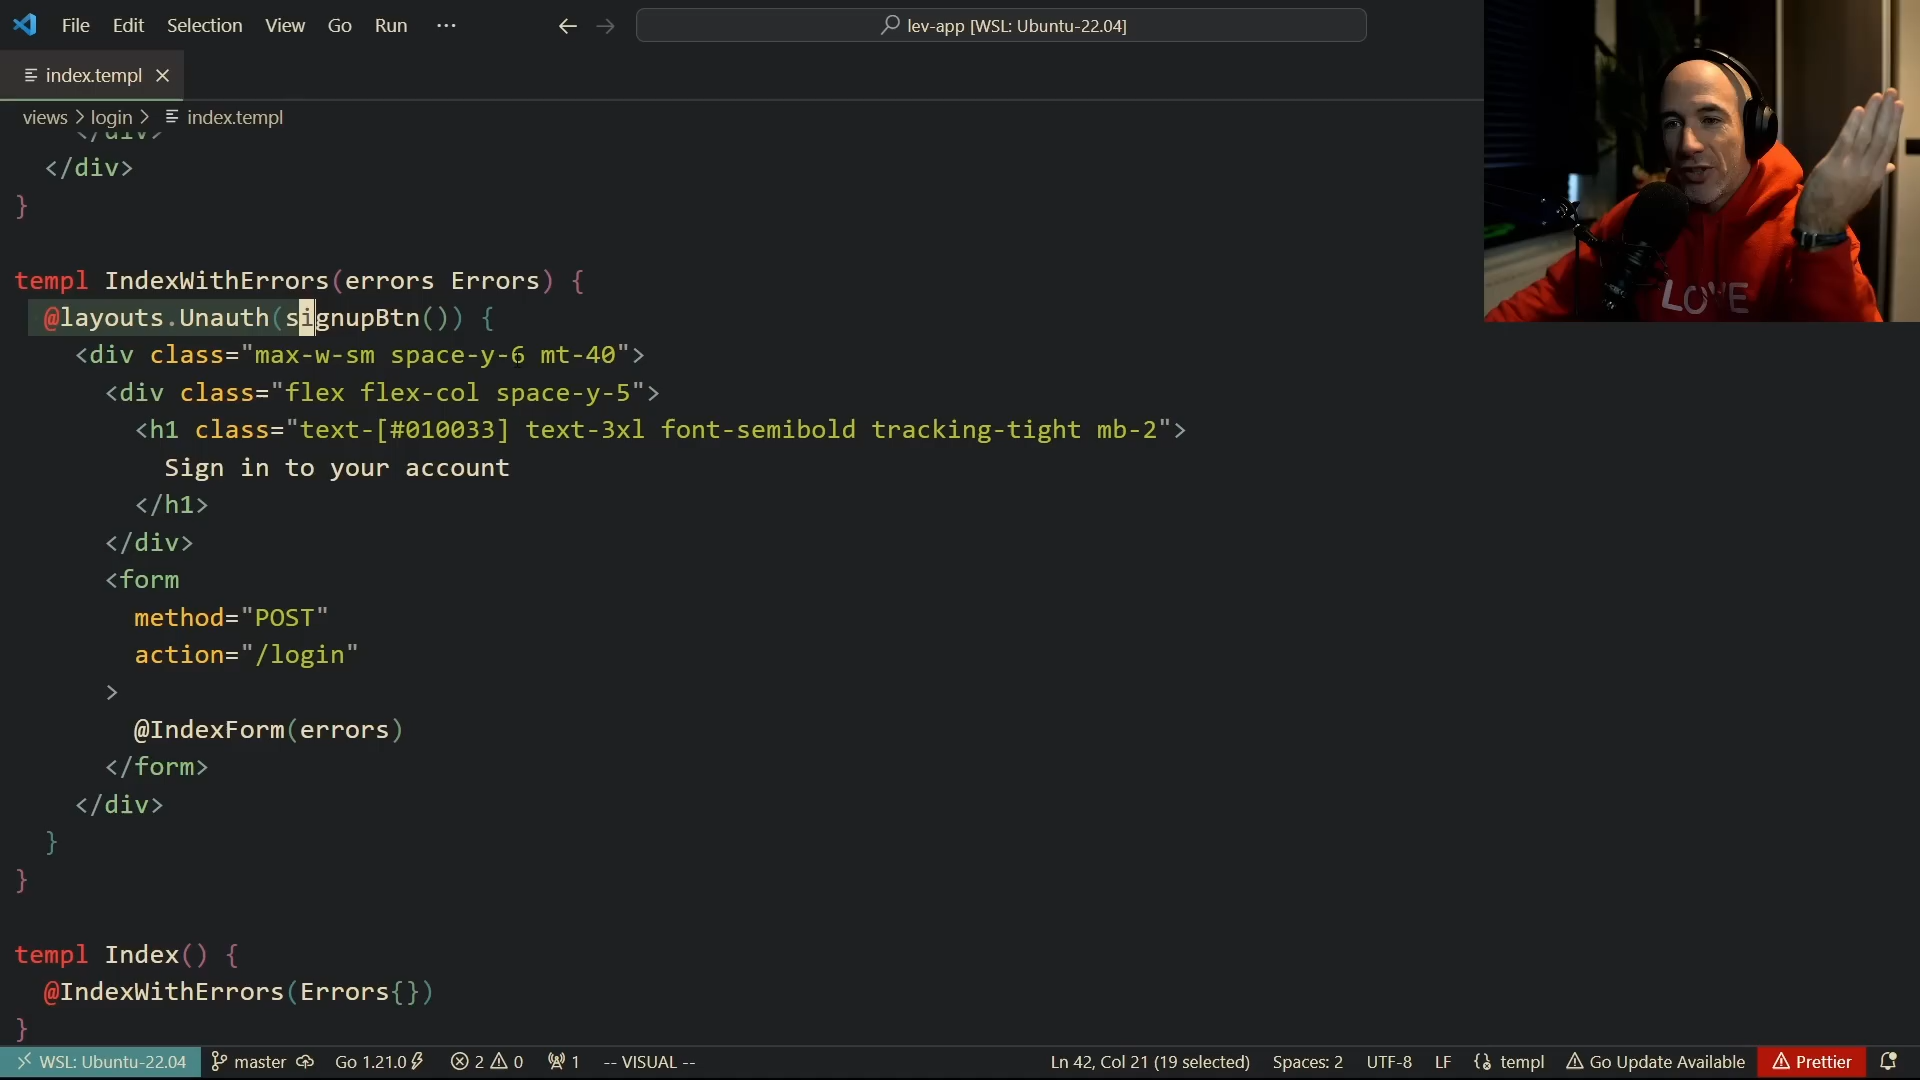 File Edit Selection View Go Run ··· lev-app [WSL: Ubuntu-22.04]
index.templ
views > login > index.templ
</div>
</div>
}
templ IndexWithErrors(errors Errors) {
@layouts.Unauth(signupBtn()) {
<div class="max-w-sm space-y-6 mt-40">
<div class="flex flex-col space-y-5">
<h1 class="text-[#010033] text-3xl font-semibold tracking-tight mb-2">
Sign in to your account
</h1>
</div>
<form
method="POST"
action="/login"
>
@IndexForm(errors)
</form>
</div>
}
}
templ Index() {
@IndexWithErrors(Errors{})
}
LOVE
WSL: Ubuntu-22.04 master Go 1.21.0 2 0 1 -- VISUAL -- Ln 42, Col 21 (19 selected) Spaces: 2 UTF-8 LF templ Go Update Available Prettier